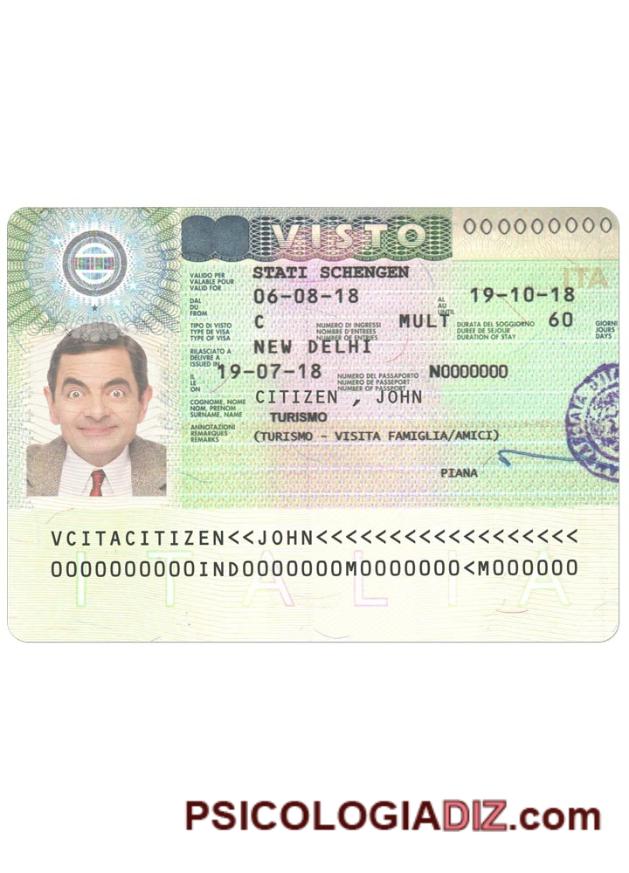 VISTO
000000000
ITA
VALIDO PER
VALABLE POUR
VALID FOR
STATI SCHENGEN
DAL
DU
FROM
06-08-18
AL
AU
UNTIL
19-10-18
TIPO DI VISTO
TYPE DE VISA
TYPE OF VISA
C
NUMERO DI INGRESSI
NOMBRE D'ENTREES
NUMBER OF ENTRIES
MULT
DURATA DEL SOGGIORNO
DUREE DE SEJOUR
DURATION OF STAY
60
GIORNI
JOURS
DAYS
RILASCIATO A
DELIVRE A
ISSUED IN
NEW DELHI
IL
LE
ON
19-07-18
NUMERO DEL PASSAPORTO
NUMERO DE PASSEPORT
NUMBER OF PASSPORT
N0000000
COGNOME, NOME
NOM, PRENOM
SURNAME, NAME
CITIZEN , JOHN
TURISMO
ANNOTAZIONI
REMARQUES
REMARKS
(TURISMO - VISITA FAMIGLIA/AMICI)
PIANA
VCITACITIZEN<<JOHN<<<<<<<<<<<<<<<<<<
0000000000IND0000000M0000000<M000000
ITALIA
PSICOLOGIADIZ.com